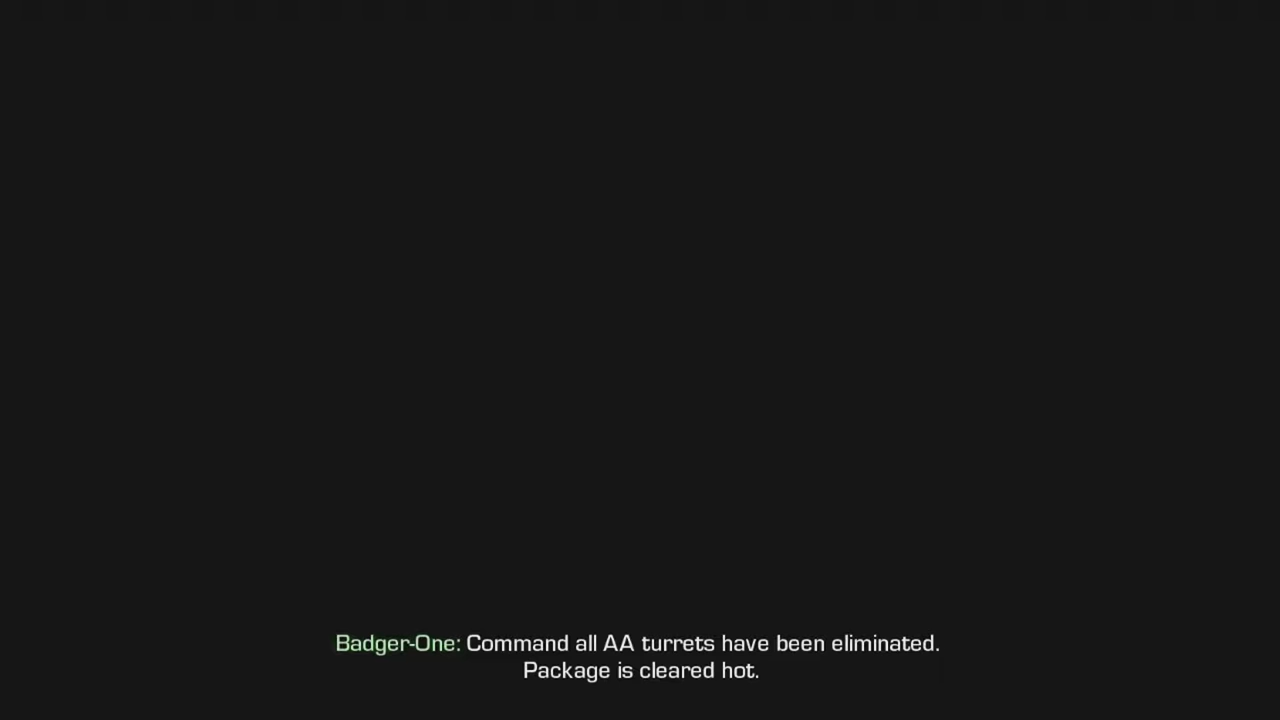 Badger-One: Command all AA turrets have been eliminated.
Package is cleared hot.